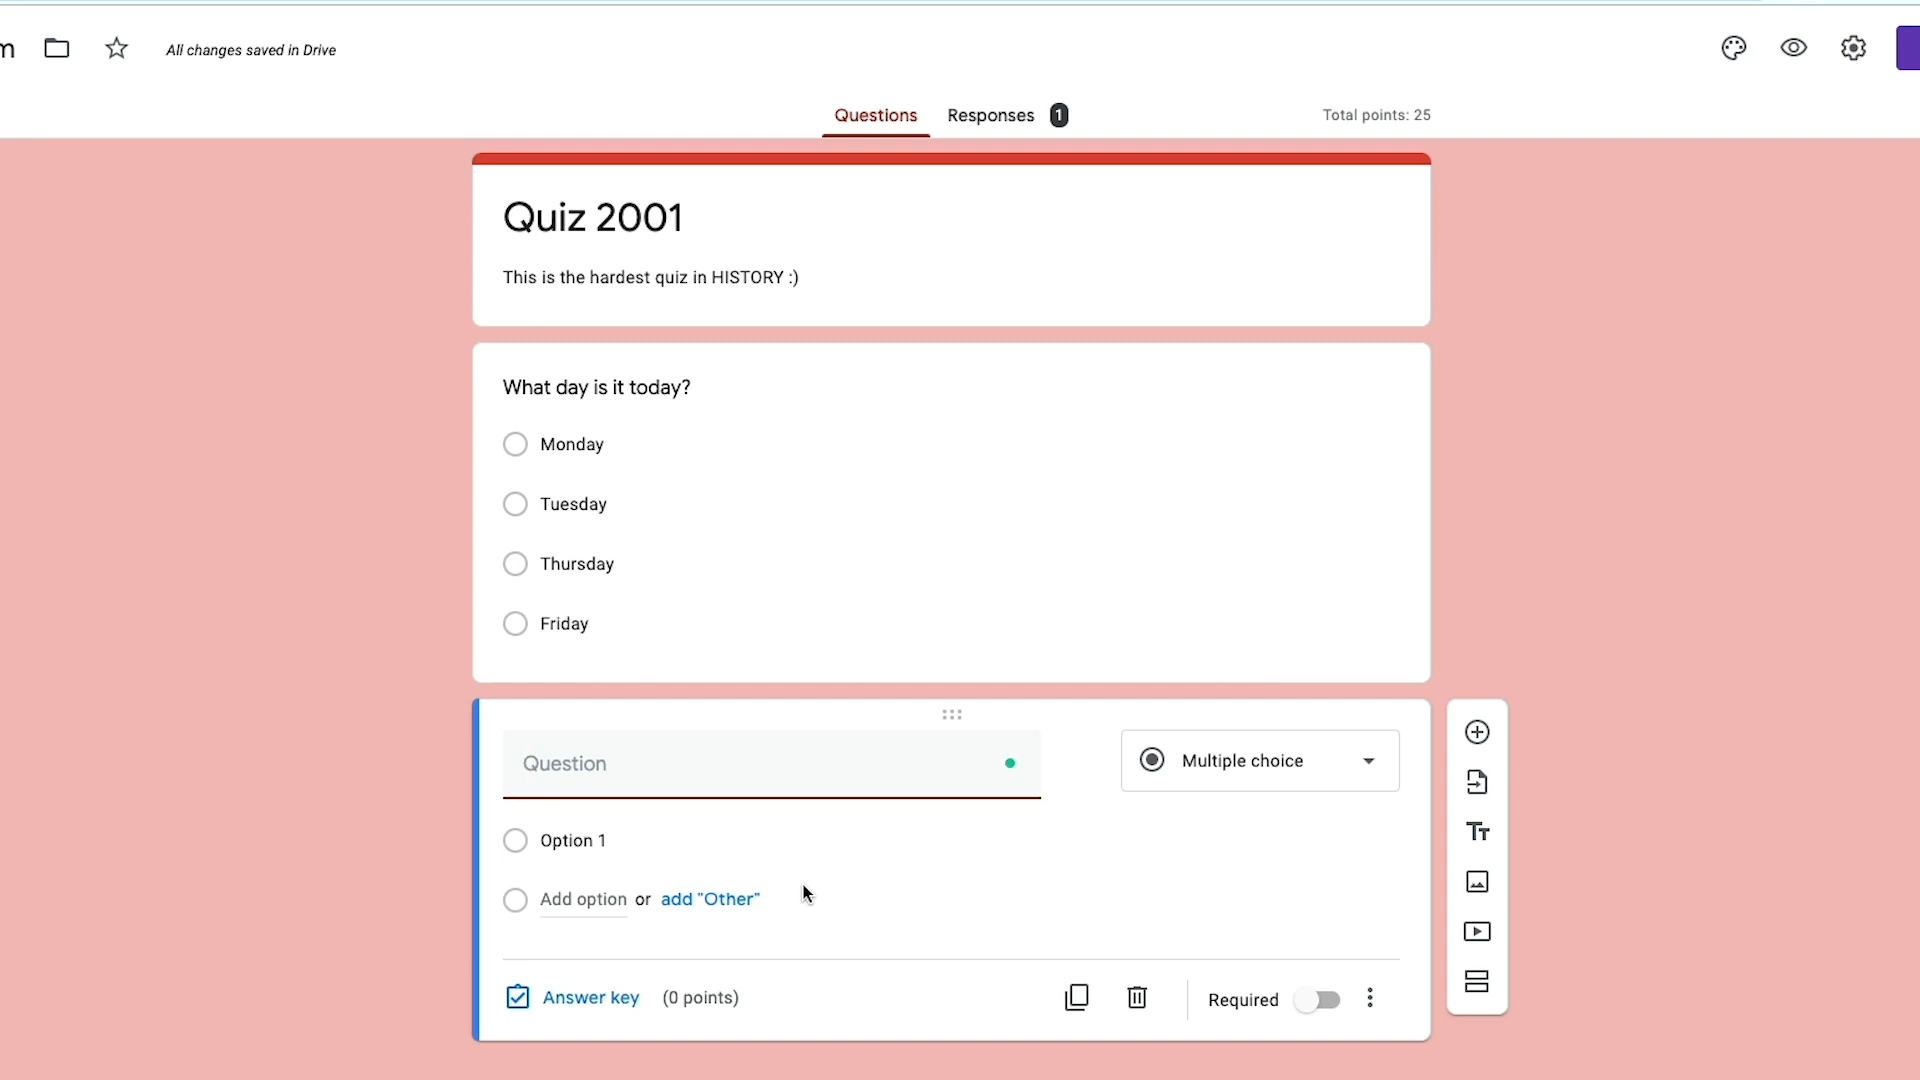 m All changes saved in Drive
Questions Responses 1 Total points: 25
Quiz 2001
This is the hardest quiz in HISTORY :)
What day is it today?
Monday
Tuesday
Thursday
Friday
Question Multiple choice
Option 1
Add option or add "Other"
Answer key (0 points) Required